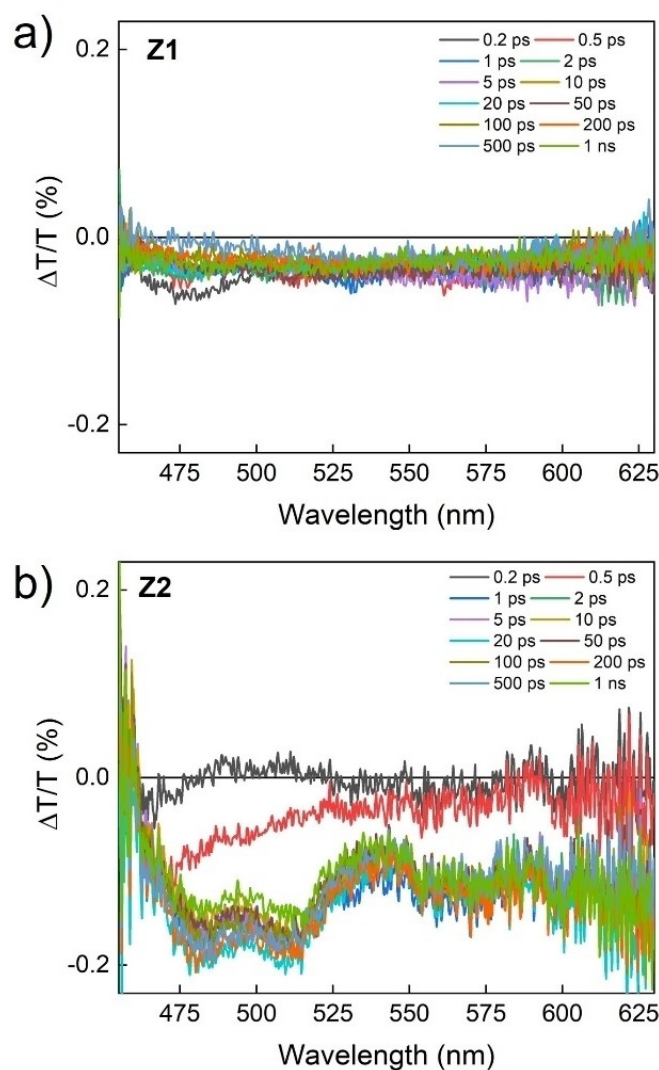 a)
Z1
0.2 ps 0.5 ps
1 ps 2 ps
5 ps 10 ps
20 ps 50 ps
100 ps 200 ps
500 ps 1 ns
0.2
0.0
-0.2
ΔT/T (%)
475 500 525 550 575 600 625
Wavelength (nm)
b)
Z2
0.2 ps 0.5 ps
1 ps 2 ps
5 ps 10 ps
20 ps 50 ps
100 ps 200 ps
500 ps 1 ns
0.2
0.0
-0.2
ΔT/T (%)
475 500 525 550 575 600 625
Wavelength (nm)